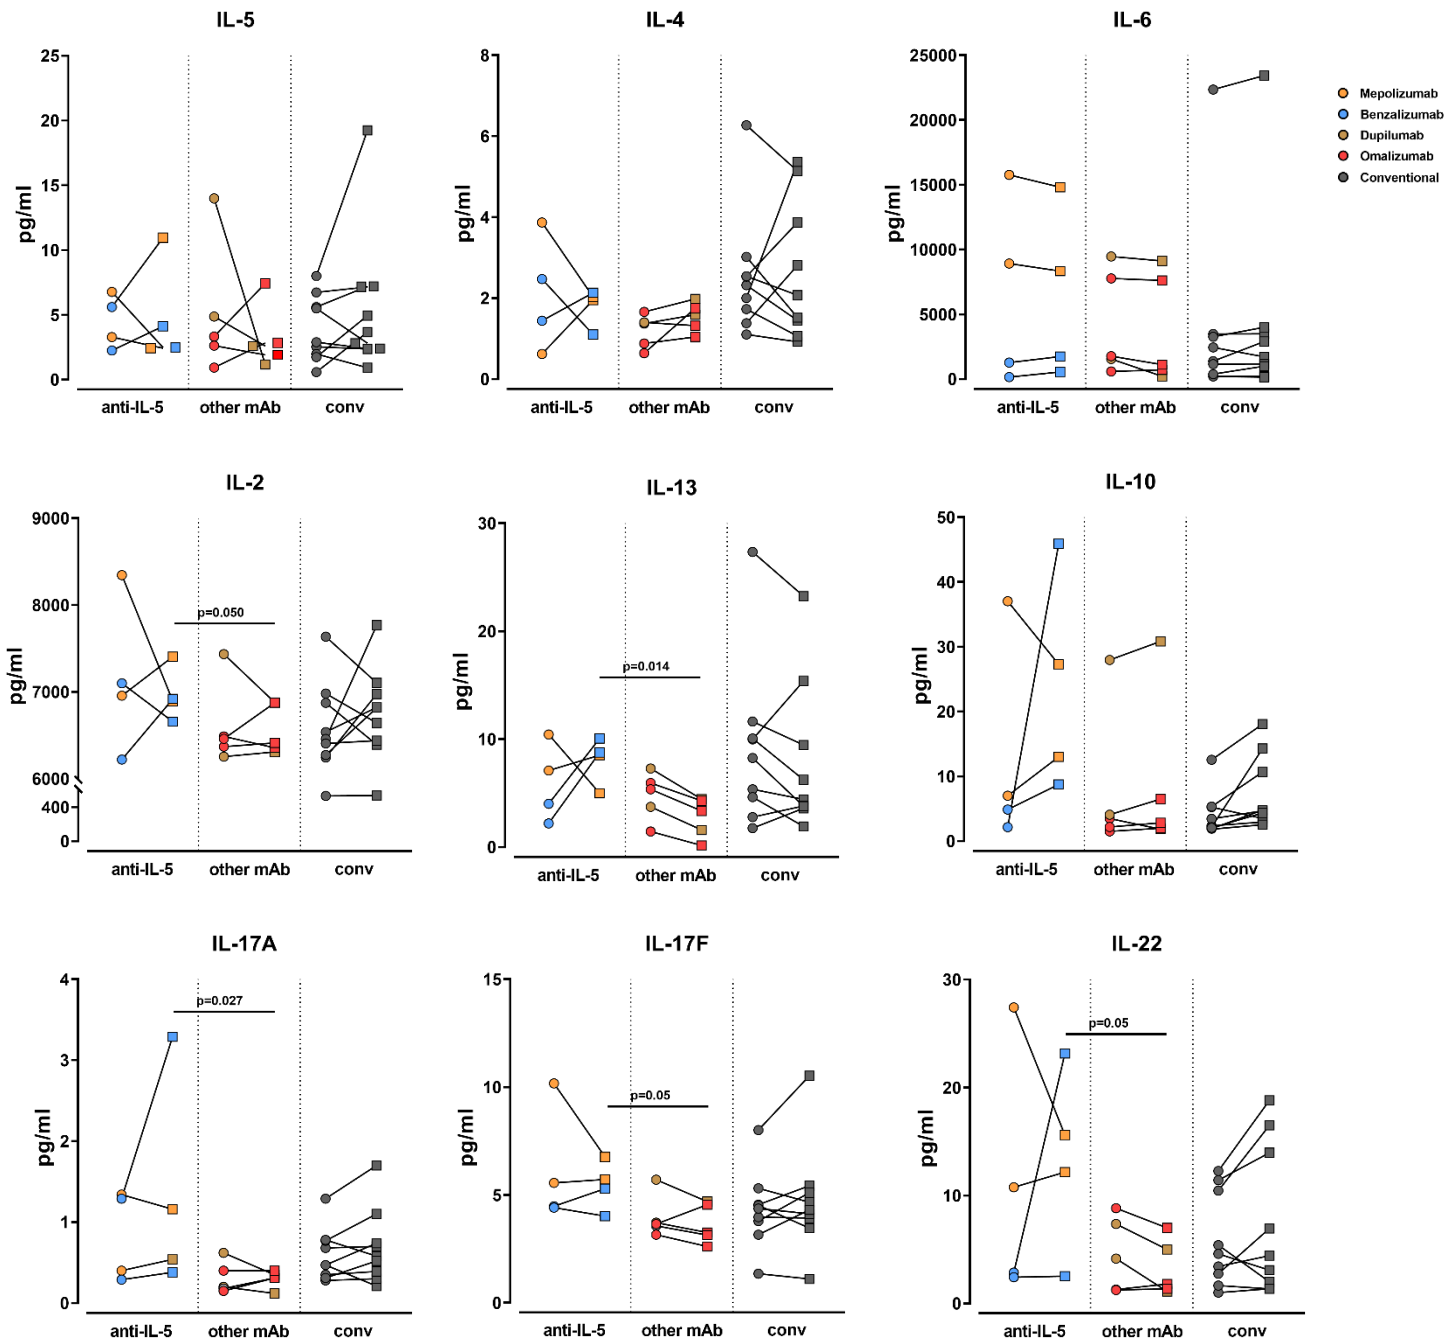 IL-5
IL-4
IL-6
25
20
15
10
5
0
pg/ml
anti-IL-5
other mAb
conv
8
6
4
2
0
pg/ml
anti-IL-5
other mAb
conv
25000
20000
15000
10000
5000
0
pg/ml
anti-IL-5
other mAb
conv
Mepolizumab
Benzalizumab
Dupilumab
Omalizumab
Conventional
IL-2
IL-13
IL-10
9000
8000
7000
6000
400
0
pg/ml
p=0.050
anti-IL-5
other mAb
conv
30
20
10
0
pg/ml
p=0.014
anti-IL-5
other mAb
conv
50
40
30
20
10
0
pg/ml
anti-IL-5
other mAb
conv
IL-17A
IL-17F
IL-22
4
3
2
1
0
pg/ml
p=0.027
anti-IL-5
other mAb
conv
15
10
5
0
pg/ml
p=0.05
anti-IL-5
other mAb
conv
30
20
10
0
pg/ml
p=0.05
anti-IL-5
other mAb
conv